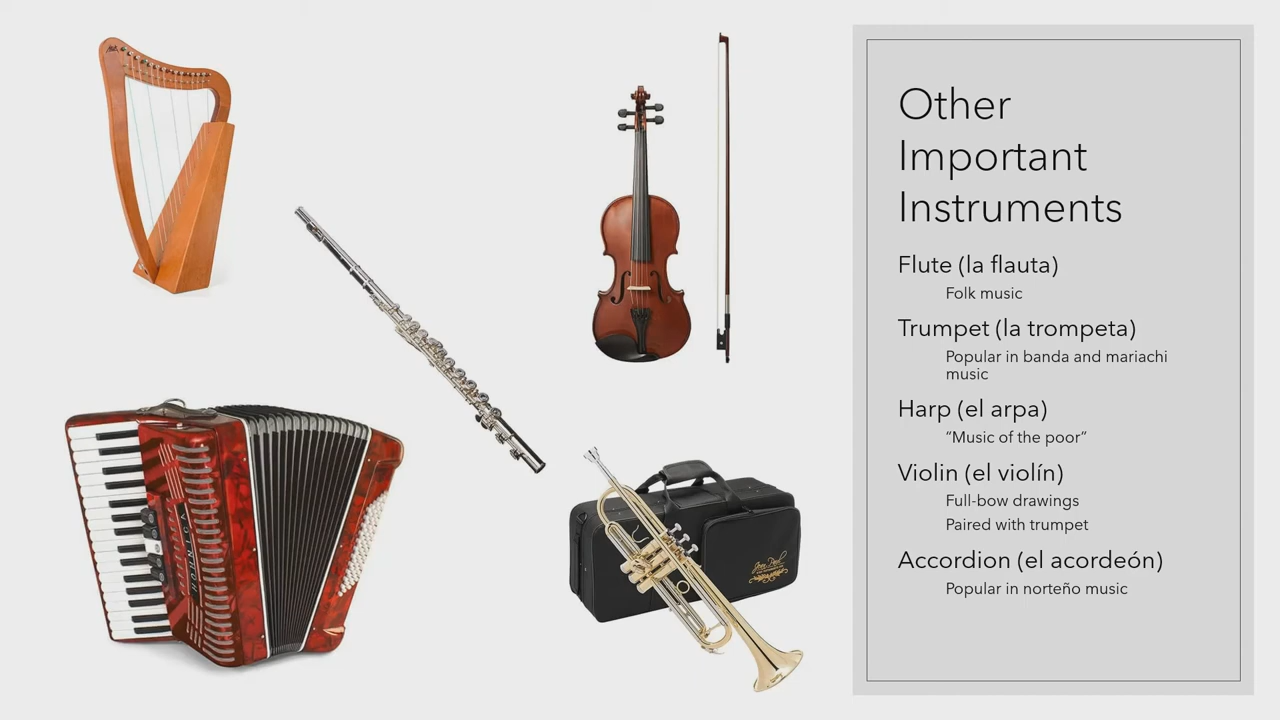 Other
Important
Instruments
Flute (la flauta)
Folk music
Trumpet (la trompeta)
Popular in banda and mariachi
music
Harp (el arpa)
“Music of the poor”
Violin (el violín)
Full-bow drawings
Paired with trumpet
Accordion (el acordeón)
Popular in norteño music
HOHNER